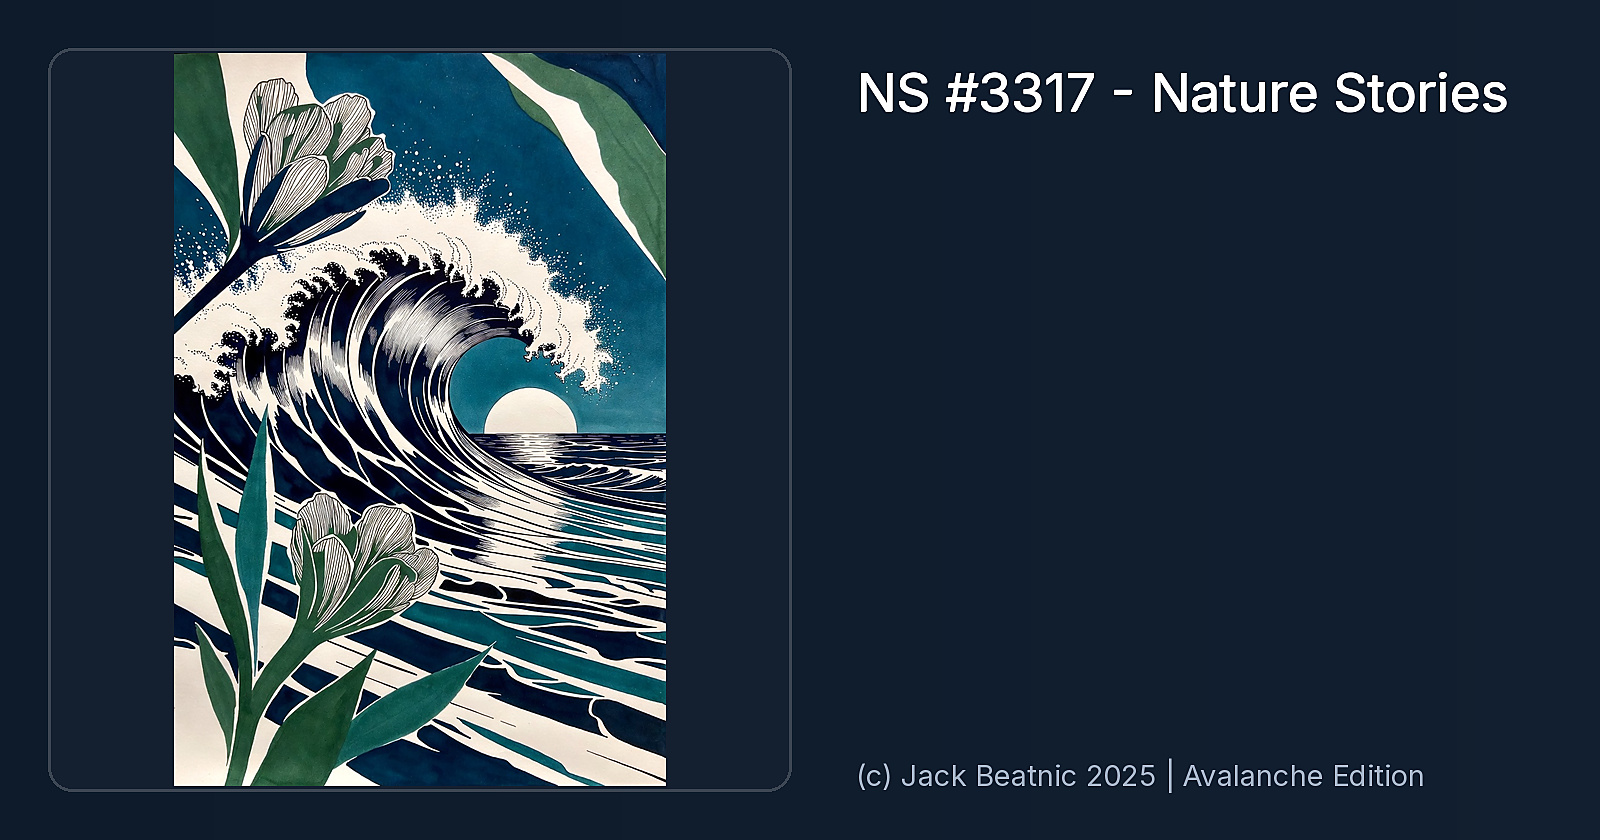 NS #3317 - Nature Stories
(c) Jack Beatnic 2025 | Avalanche Edition